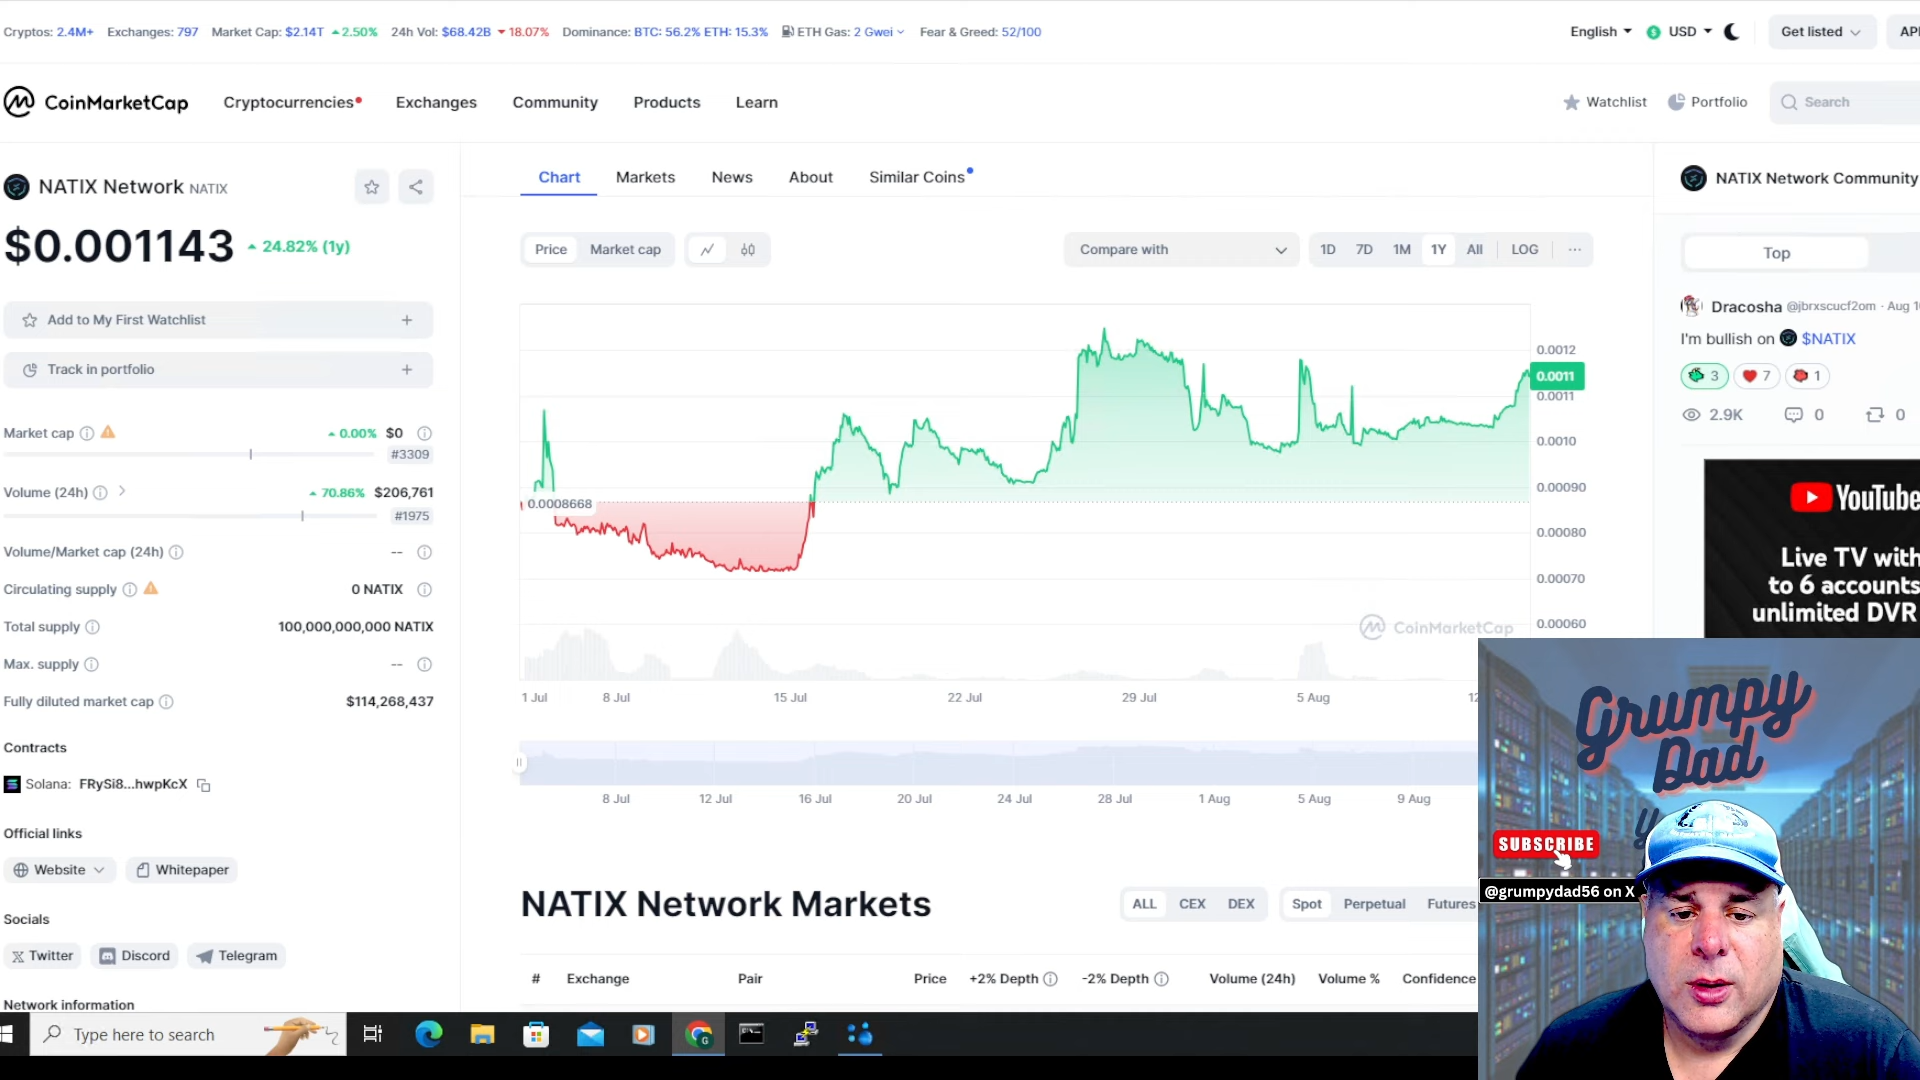 Cryptos: 2.4M+ Exchanges: 797 Market Cap: $2.14T 2.50% 24h Vol: $68.42B 18.07% Dominance: BTC: 56.2% ETH: 15.3% ETH Gas: 2 Gwei Fear & Greed: 52/100
English USD Get listed API
CoinMarketCap Cryptocurrencies Exchanges Community Products Learn
Watchlist Portfolio Search
NATIX Network NATIX
$0.001143 24.82% (1y)
Add to My First Watchlist +
Track in portfolio +
Market cap 0.00% $0
#3309
Volume (24h) 70.86% $206,761
#1975
Volume/Market cap (24h) --
Circulating supply 0 NATIX
Total supply 100,000,000,000 NATIX
Max. supply --
Fully diluted market cap $114,268,437
Contracts
Solana: FRySi8...hwpKcX
Official links
Website Whitepaper
Socials
Twitter Discord Telegram
Network information
Chart Markets News About Similar Coins
Price Market cap
Compare with 1D 7D 1M 1Y All LOG ...
0.0012
0.0011
0.0011
0.0010
0.00090
0.0008668
0.00080
0.00070
0.00060
CoinMarketCap
1 Jul 8 Jul 15 Jul 22 Jul 29 Jul 5 Aug 12
8 Jul 12 Jul 16 Jul 20 Jul 24 Jul 28 Jul 1 Aug 5 Aug 9 Aug
NATIX Network Markets ALL CEX DEX Spot Perpetual Futures
# Exchange Pair Price +2% Depth -2% Depth Volume (24h) Volume % Confidence
NATIX Network Community
Top
Dracosha @jbrxscucf2om · Aug 1
I'm bullish on $NATIX
3 7 1
2.9K 0 0
YouTube
Live TV with
to 6 accounts
unlimited DVR
Grumpy
Dad
SUBSCRIBE
@grumpydad56 on X
Type here to search